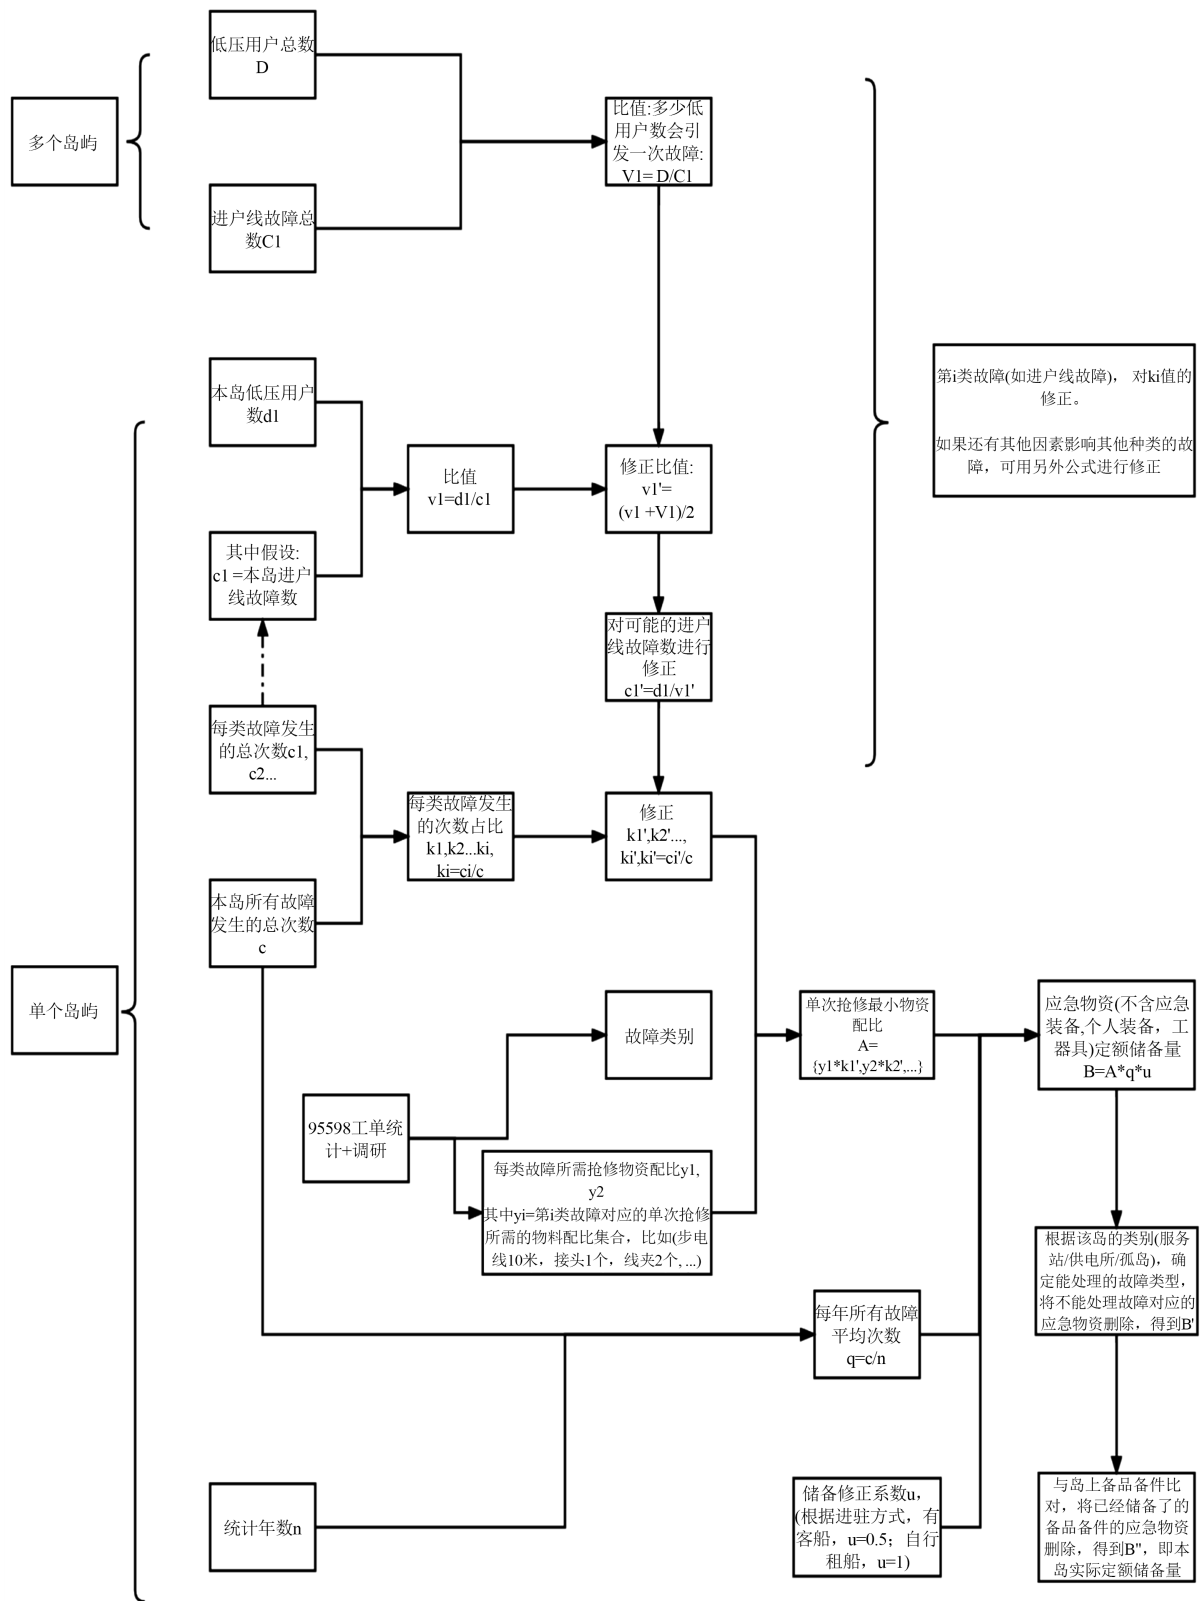 低压用户总数
D
多个岛屿
比值:多少低
用户数会引
发一次故障:
V1= D/C1
进户线故障总
数C1
第i类故障(如进户线故障)， 对ki值的
修正。
如果还有其他因素影响其他种类的故
障，可用另外公式进行修正
本岛低压用户
数d1
比值
v1=d1/c1
修正比值:
v1'=
(v1 +V1)/2
其中假设:
c1 =本岛进户
线故障数
对可能的进户
线故障数进行
修正
c1'=d1/v1'
每类故障发生
的总次数c1,
c2...
每类故障发生
的次数占比
k1,k2...ki,
ki=ci/c
修正
k1',k2'...,
ki',ki'=ci'/c
本岛所有故障
发生的总次数
c
单个岛屿
故障类别
单次抢修最小物资
配比
A=
{y1*k1',y2*k2',...}
应急物资(不含应急
装备,个人装备，工
器具)定额储备量
B=A*q*u
95598工单统
计+调研
每类故障所需抢修物资配比y1,
y2
其中yi=第i类故障对应的单次抢修
所需的物料配比集合，比如(步电
线10米，接头1个，线夹2个, ...)
根据该岛的类别(服务
站/供电所/孤岛)，确
定能处理的故障类型，
将不能处理故障对应的
应急物资删除，得到B'
每年所有故障
平均次数
q=c/n
统计年数n
储备修正系数u，
(根据进驻方式，有
客船，u=0.5；自行
租船，u=1)
与岛上备品备件比
对，将已经储备了的
备品备件的应急物资
删除，得到B"，即本
岛实际定额储备量